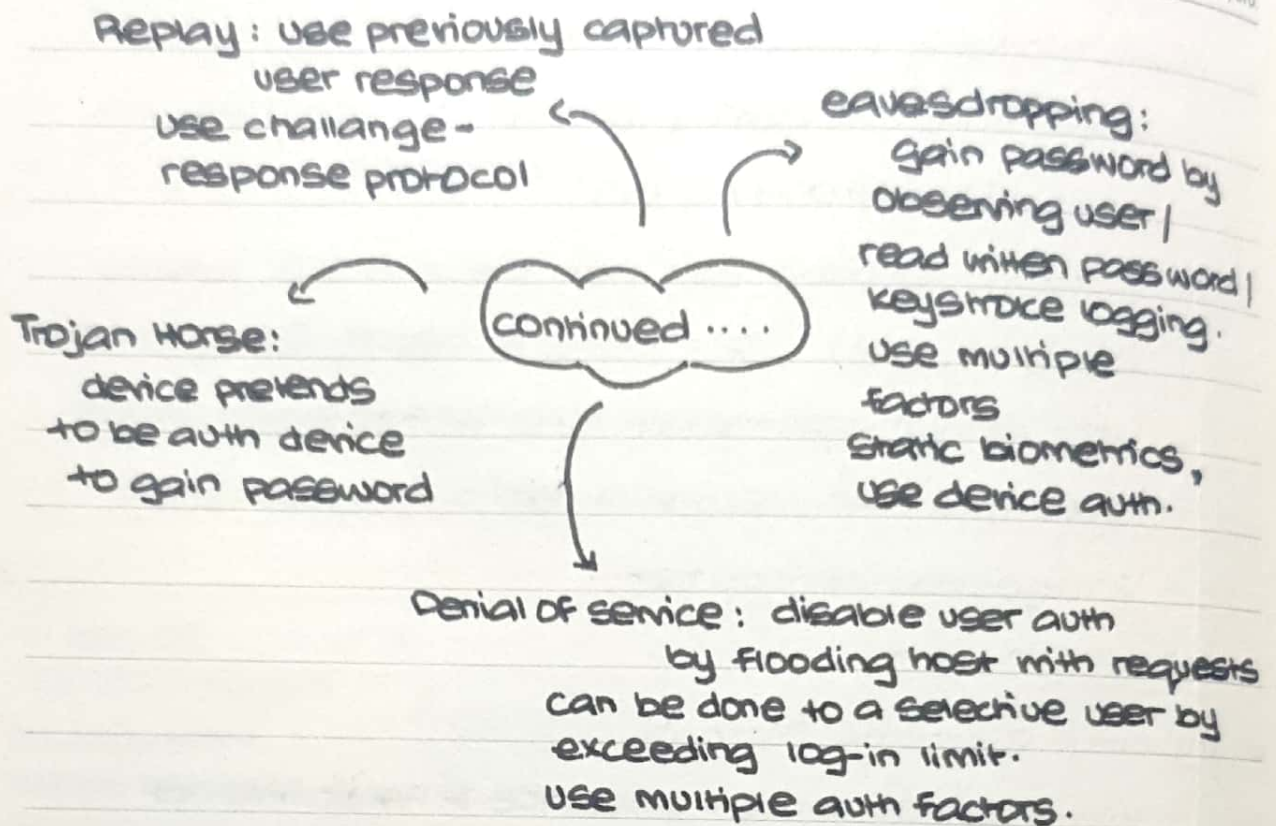 Replay : use previously captured
user response
use challange-
response protocol
eavesdropping:
gain password by
observing user /
read written password /
keystroke logging.
use multiple
factors
static biometrics,
use device auth.
continued ....
Trojan Horse:
device pretends
to be auth device
to gain password
Denial of service : disable user auth
by flooding host with requests
can be done to a selective user by
exceeding log-in limit.
use multiple auth factors.